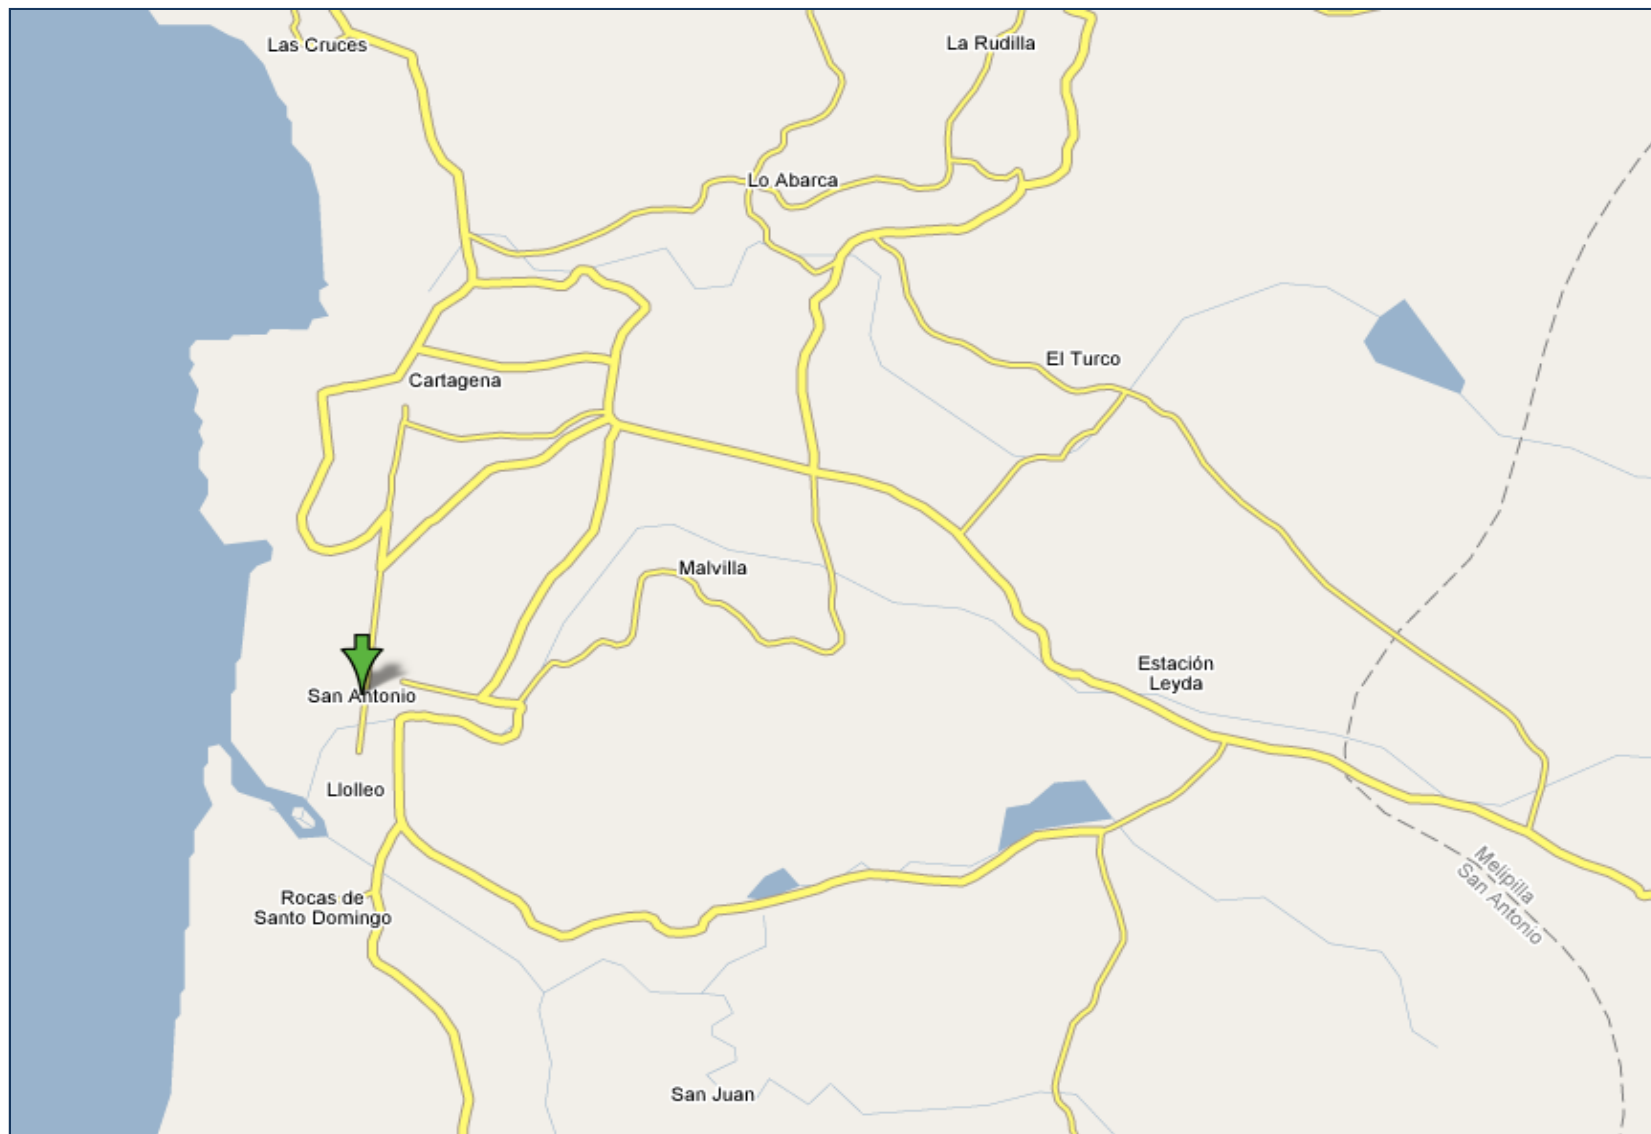 Las Cruces
La Rudilla
Lo Abarca
El Turco
Cartagena
Malvilla
Estación
Leyda
San Antonio
Llolleo
Melipilla
San Antonio
Rocas de
Santo Domingo
San Juan